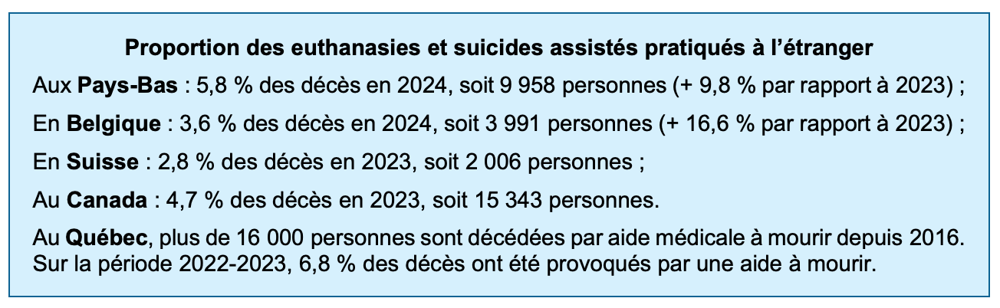 Proportion des euthanasies et suicides assistés pratiqués à l’étranger
Aux Pays-Bas : 5,8 % des décès en 2024, soit 9 958 personnes (+ 9,8 % par rapport à 2023) ;
En Belgique : 3,6 % des décès en 2024, soit 3 991 personnes (+ 16,6 % par rapport à 2023) ;
En Suisse : 2,8 % des décès en 2023, soit 2 006 personnes ;
Au Canada : 4,7 % des décès en 2023, soit 15 343 personnes.
Au Québec, plus de 16 000 personnes sont décédées par aide médicale à mourir depuis 2016.
Sur la période 2022-2023, 6,8 % des décès ont été provoqués par une aide à mourir.